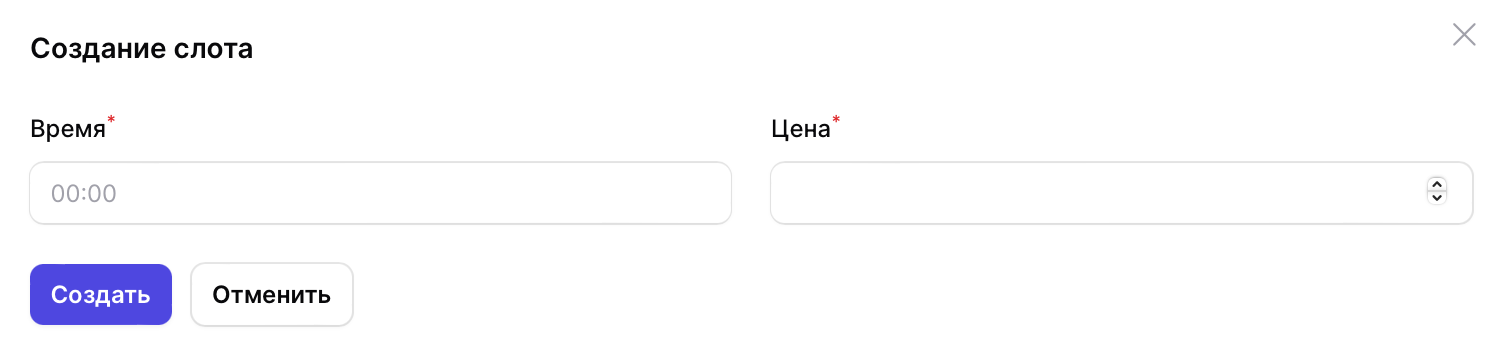 Создание слота
Время*
Цена*
00:00
Создать
Отменить